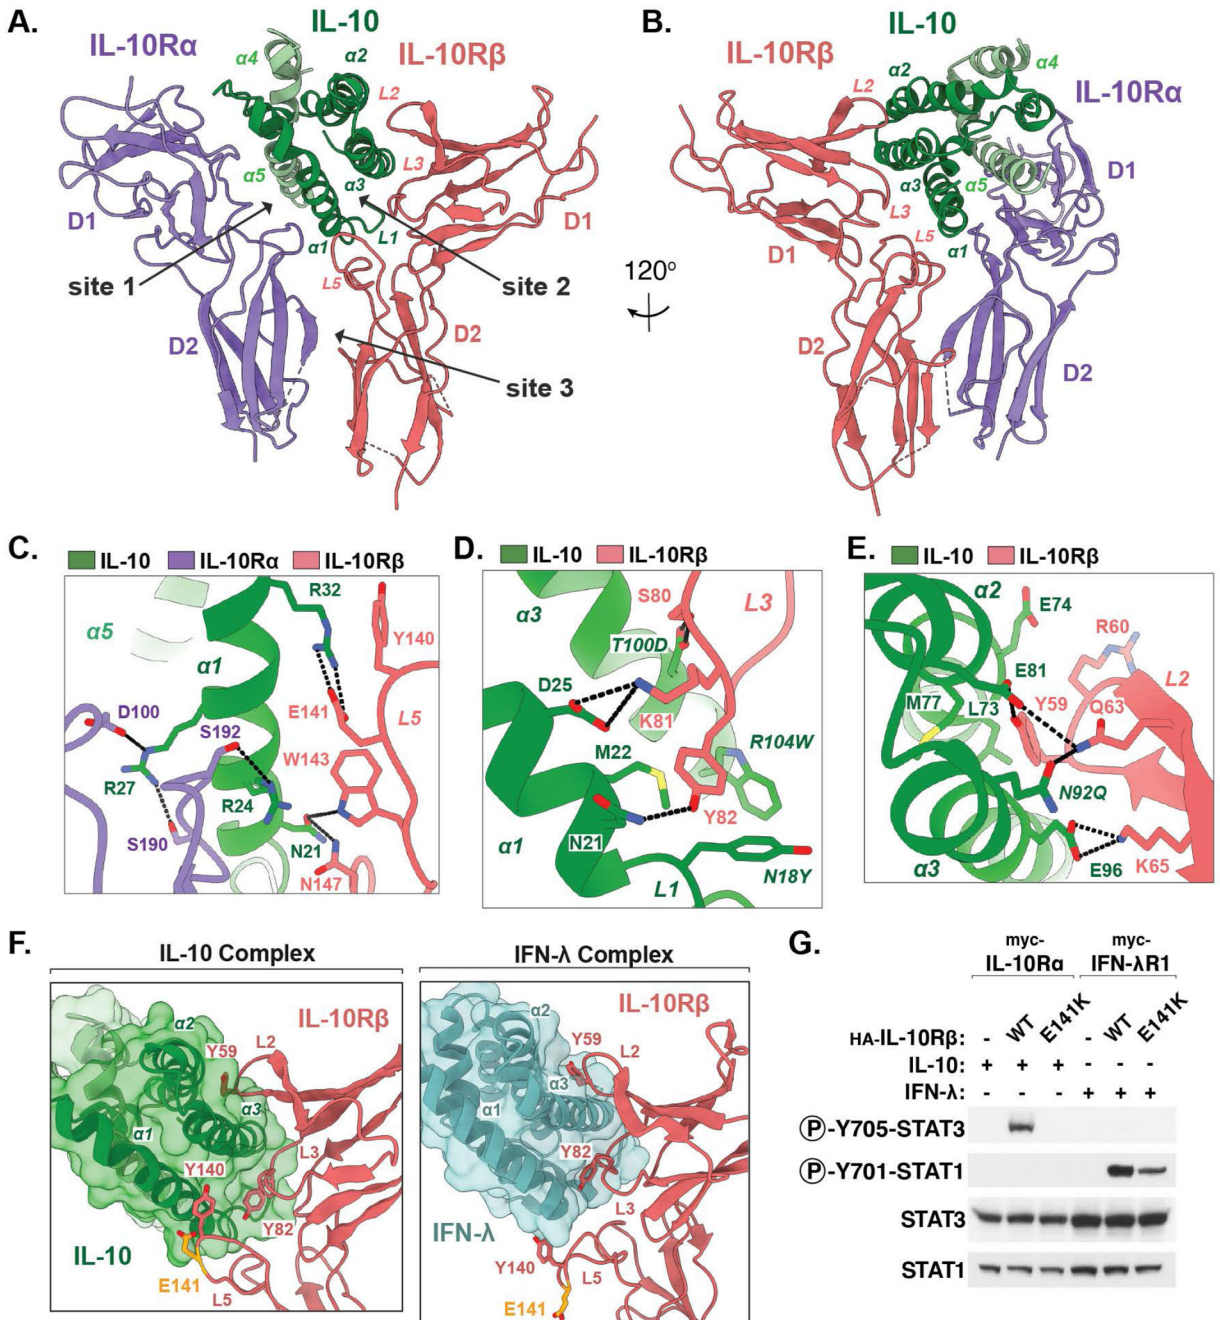 A.
IL-10Rα
IL-10
IL-10Rβ
α4
α2
L2
L3
α5
α3
D1
D1
α1
L1
site 1
L5
site 2
D2
D2
site 3
B.
IL-10
IL-10Rβ
α2
α4
L2
IL-10Rα
D1
α3
α5
L3
D1
L5
α1
120°
D2
D2
C.
IL-10 IL-10Rα IL-10Rβ
R32
α5
Y140
α1
D100
E141
L5
S192
W143
R27
R24
S190
N21
N147
D.
IL-10 IL-10Rβ
S80
L3
α3
T100D
D25
K81
M22
R104W
N21
Y82
α1
L1
N18Y
E.
IL-10 IL-10Rβ
α2
E74
R60
E81
L2
M77
L73
Y59
Q63
N92Q
α3
E96
K65
F.
IL-10 Complex
IL-10Rβ
α2
Y59
L2
α3
α1
L3
Y140
Y82
IL-10
E141
L5
IFN-λ Complex
IL-10Rβ
α2
Y59
L2
α3
α1
Y82
L3
IFN-λ
Y140
L5
E141
G.
myc- myc-
IL-10Rα IFN-λR1
HA-IL-10Rβ: - WT E141K - WT E141K
IL-10: + + + - - -
IFN-λ: - - - + + +
Ⓟ-Y705-STAT3
Ⓟ-Y701-STAT1
STAT3
STAT1